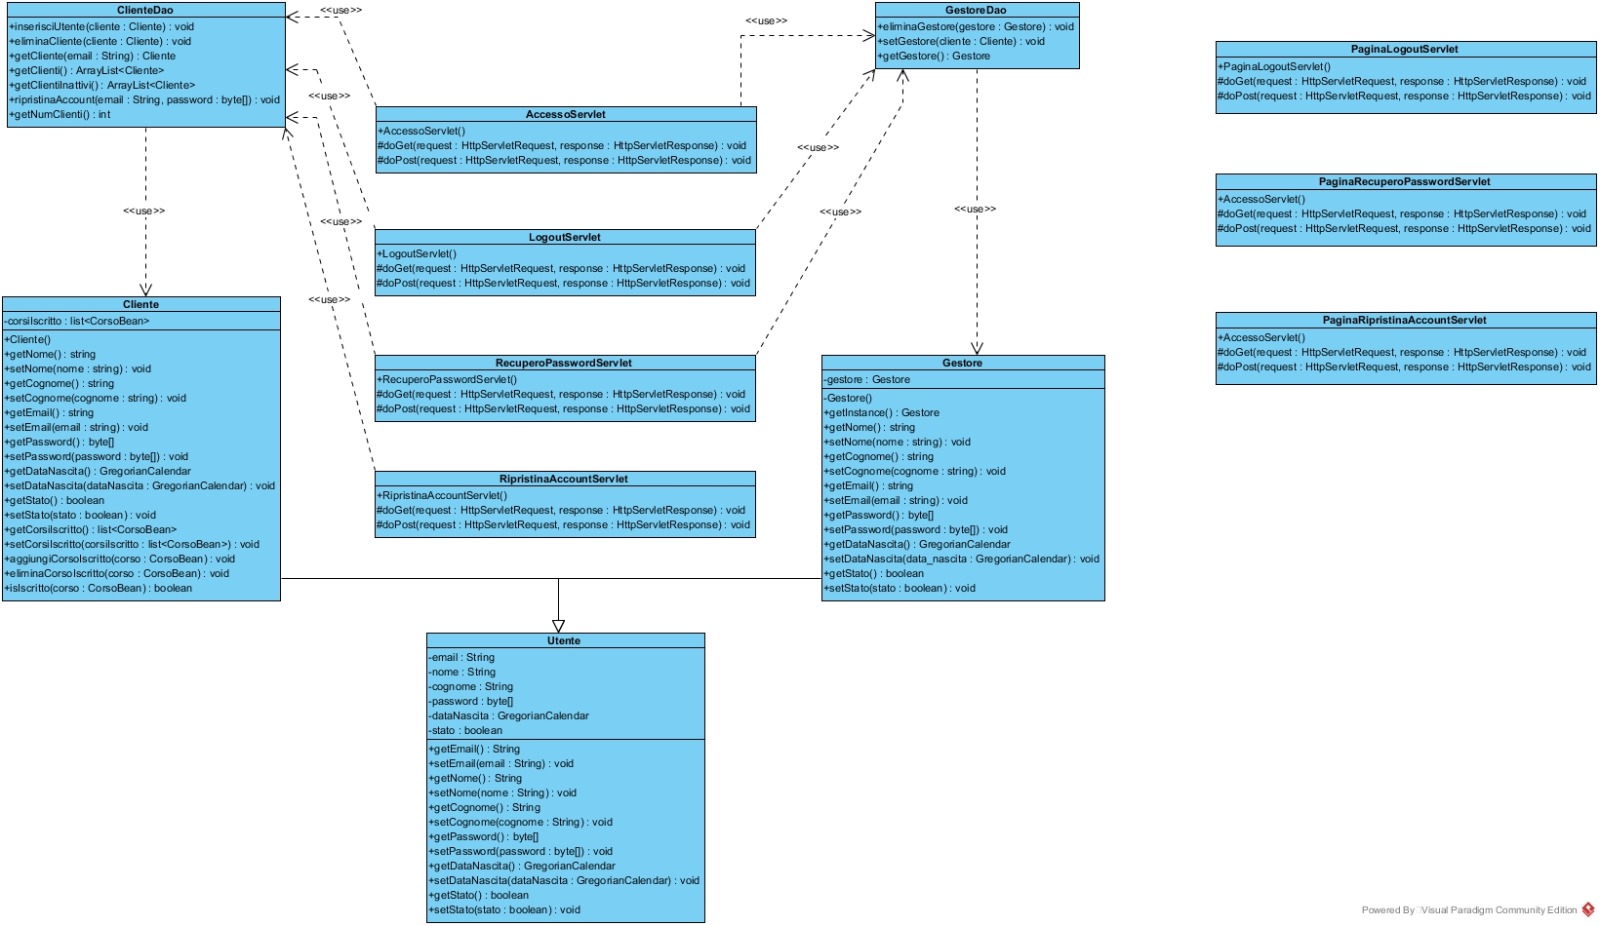 ClienteDao
+inserisciUtente(cliente : Cliente) : void
+eliminaCliente(cliente : Cliente) : void
+getCliente(email : String) : Cliente
+getClienti() : ArrayList<Cliente>
+getClientiInattivi() : ArrayList<Cliente>
+ripristinaAccount(email : String, password : byte[]) : void
+getNumClienti() : int
<<use>>
<<use>>
<<use>>
<<use>>
<<use>>
GestoreDao
+eliminaGestore(gestore : Gestore) : void
+setGestore(cliente : Cliente) : void
+getGestore() : Gestore
<<use>>
<<use>>
<<use>>
<<use>>
AccessoServlet
+AccessoServlet()
#doGet(request : HttpServletRequest, response : HttpServletResponse) : void
#doPost(request : HttpServletRequest, response : HttpServletResponse) : void
LogoutServlet
+LogoutServlet()
#doGet(request : HttpServletRequest, response : HttpServletResponse) : void
#doPost(request : HttpServletRequest, response : HttpServletResponse) : void
RecuperoPasswordServlet
+RecuperoPasswordServlet()
#doGet(request : HttpServletRequest, response : HttpServletResponse) : void
#doPost(request : HttpServletRequest, response : HttpServletResponse) : void
RipristinaAccountServlet
+RipristinaAccountServlet()
#doGet(request : HttpServletRequest, response : HttpServletResponse) : void
#doPost(request : HttpServletRequest, response : HttpServletResponse) : void
PaginaLogoutServlet
+PaginaLogoutServlet()
#doGet(request : HttpServletRequest, response : HttpServletResponse) : void
#doPost(request : HttpServletRequest, response : HttpServletResponse) : void
PaginaRecuperoPasswordServlet
+AccessoServlet()
#doGet(request : HttpServletRequest, response : HttpServletResponse) : void
#doPost(request : HttpServletRequest, response : HttpServletResponse) : void
PaginaRipristinaAccountServlet
+AccessoServlet()
#doGet(request : HttpServletRequest, response : HttpServletResponse) : void
#doPost(request : HttpServletRequest, response : HttpServletResponse) : void
Cliente
-corsiIscritto : list<CorsoBean>
+Cliente()
+getNome() : string
+setNome(nome : string) : void
+getCognome() : string
+setCognome(cognome : string) : void
+getEmail() : string
+setEmail(email : string) : void
+getPassword() : byte[]
+setPassword(password : byte[]) : void
+getDataNascita() : GregorianCalendar
+setDataNascita(dataNascita : GregorianCalendar) : void
+getStato() : boolean
+setStato(stato : boolean) : void
+getCorsiIscritto() : list<CorsoBean>
+setCorsiIscritto(corsiIscritto : list<CorsoBean>) : void
+aggiungiCorsoIscritto(corso : CorsoBean) : void
+eliminaCorsoIscritto(corso : CorsoBean) : void
+isIscritto(corso : CorsoBean) : boolean
Gestore
-gestore : Gestore
-Gestore()
+getInstance() : Gestore
+getNome() : string
+setNome(nome : string) : void
+getCognome() : string
+setCognome(cognome : string) : void
+getEmail() : string
+setEmail(email : string) : void
+getPassword() : byte[]
+setPassword(password : byte[]) : void
+getDataNascita() : GregorianCalendar
+setDataNascita(data_nascita : GregorianCalendar) : void
+getStato() : boolean
+setStato(stato : boolean) : void
Utente
-email : String
-nome : String
-cognome : String
-password : byte[]
-dataNascita : GregorianCalendar
-stato : boolean
+getEmail() : String
+setEmail(email : String) : void
+getNome() : String
+setNome(nome : String) : void
+getCognome() : String
+setCognome(cognome : String) : void
+getPassword() : byte[]
+setPassword(password : byte[]) : void
+getDataNascita() : GregorianCalendar
+setDataNascita(dataNascita : GregorianCalendar) : void
+getStato() : boolean
+setStato(stato : boolean) : void
Powered By Visual Paradigm Community Edition